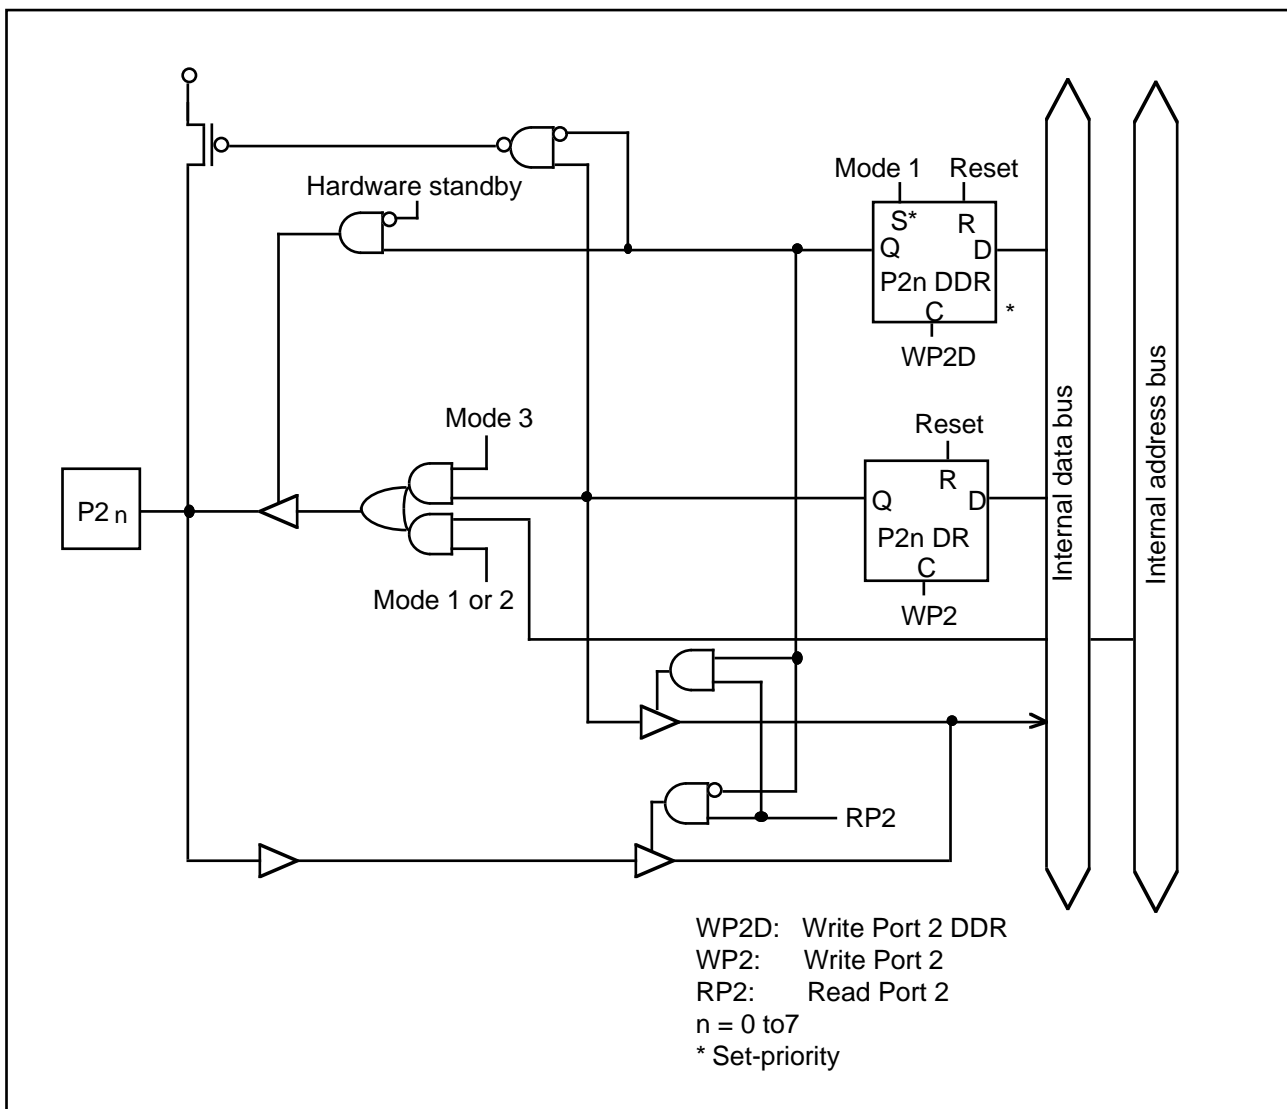 Hardware standby
Mode 1 Reset
S* R
Q D
P2n DDR
C *
WP2D
Mode 3
Reset
R
Q D
P2n DR
C
WP2
P2 n
Mode 1 or 2
Internal data bus
Internal address bus
RP2
WP2D: Write Port 2 DDR
WP2: Write Port 2
RP2: Read Port 2
n = 0 to7
* Set-priority